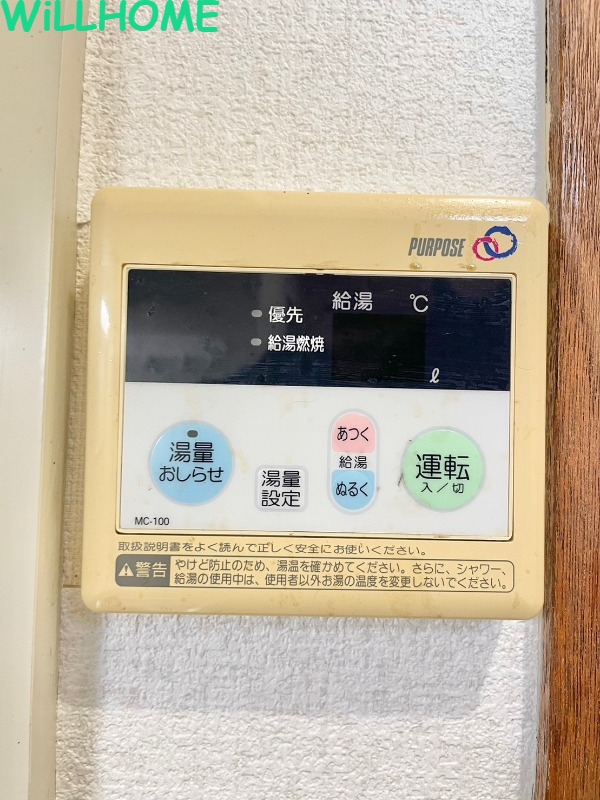 WiLLHOME
PURPOSE
給湯 ℃
優先
給湯燃焼
ℓ
湯量
おしらせ
湯量
設定
あつく
給湯
ぬるく
運転
入/切
MC-100
取扱説明書をよく読んで正しく安全にお使いください。
警告 やけど防止のため、湯温を確かめてください。さらに、シャワー、
給湯の使用中は、使用者以外お湯の温度を変更しないでください。